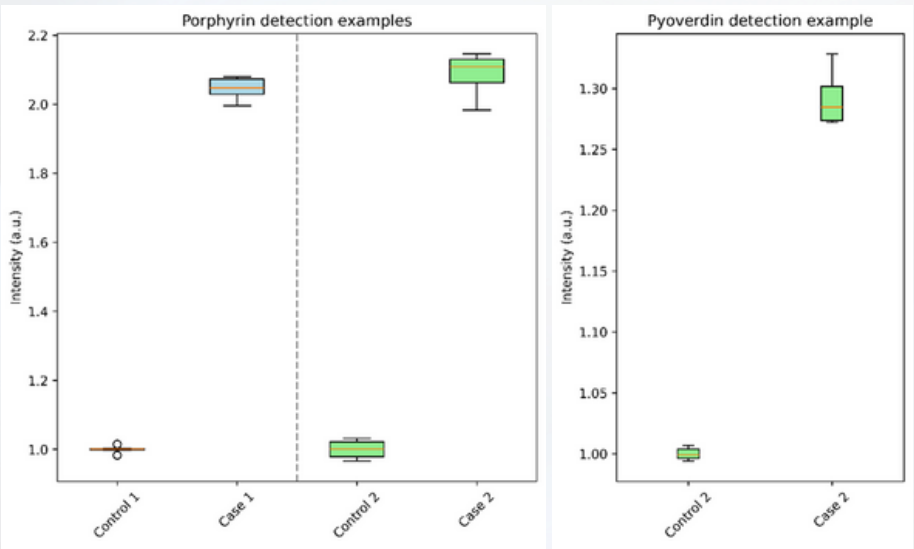 Porphyrin detection examples
Intensity (a.u.)
2.2
2.0
1.8
1.6
1.4
1.2
1.0
Control 1
Case 1
Control 2
Case 2
Pyoverdin detection example
Intensity (a.u.)
1.30
1.25
1.20
1.15
1.10
1.05
1.00
Control 2
Case 2